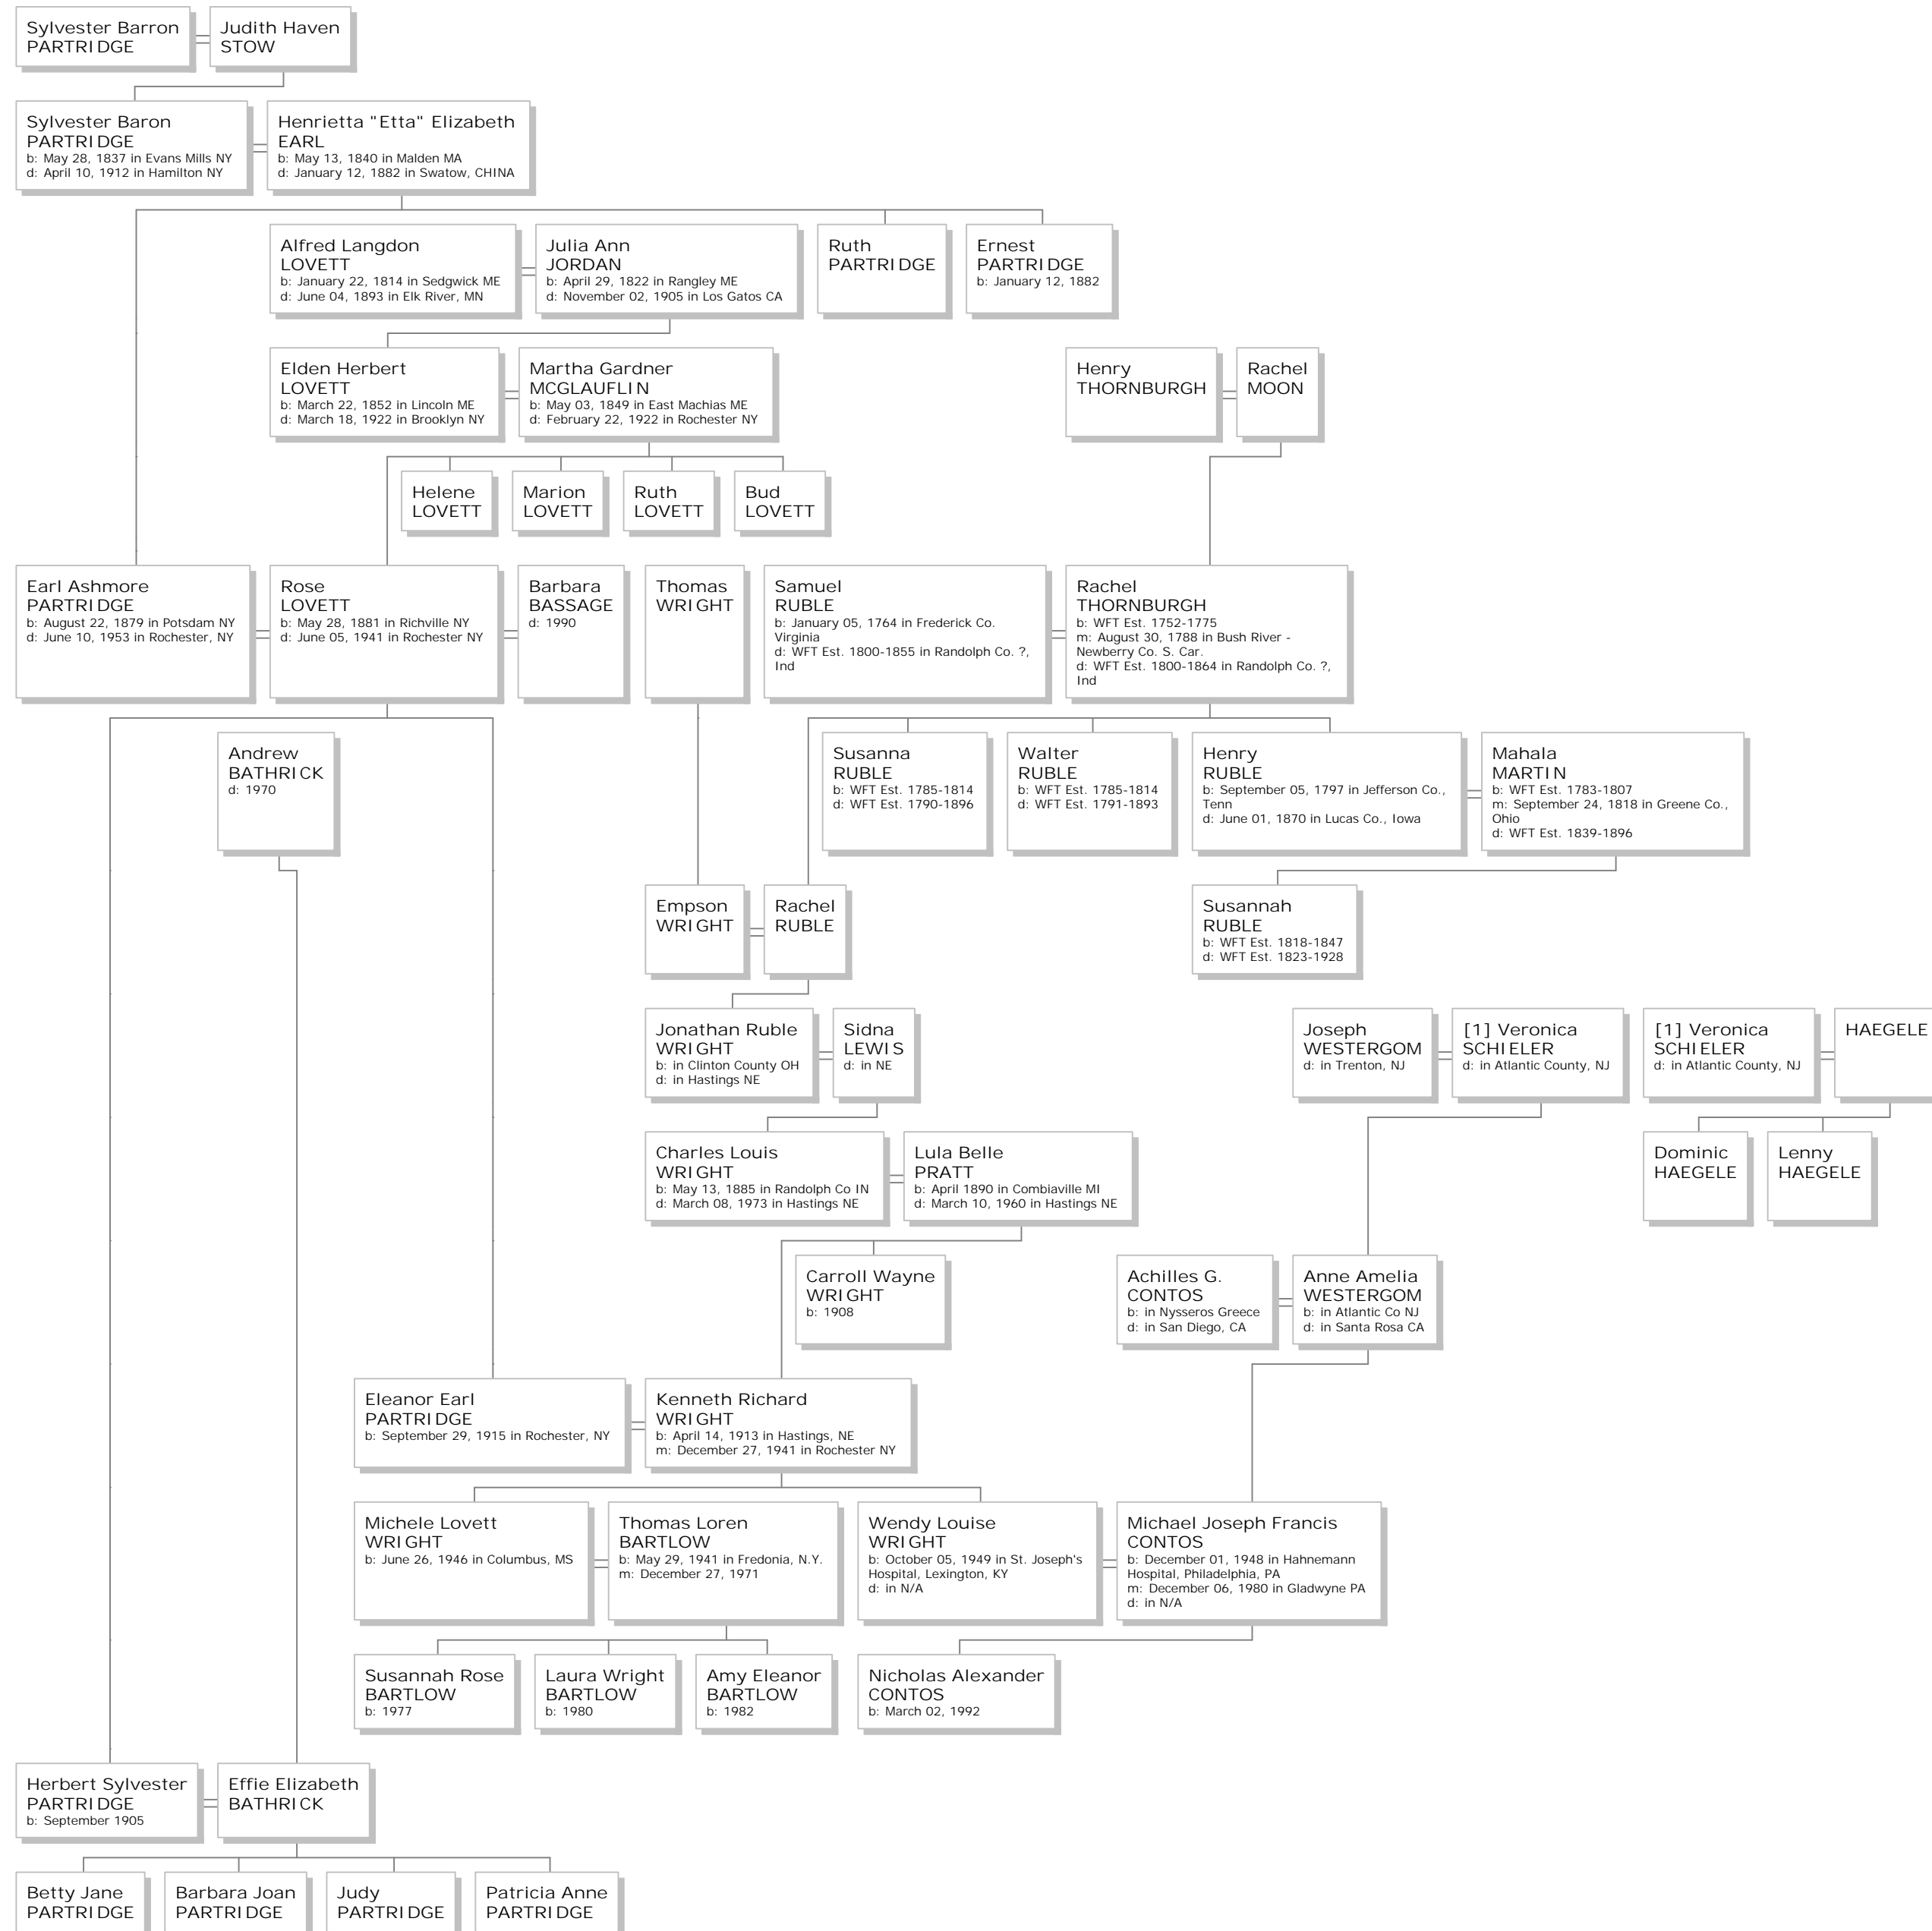 Sylvester Barron
PARTRIDGE
Judith Haven
STOW
Sylvester Baron
PARTRIDGE
b: May 28, 1837 in Evans Mills NY
d: April 10, 1912 in Hamilton NY
Henrietta "Etta" Elizabeth
EARL
b: May 13, 1840 in Malden MA
d: January 12, 1882 in Swatow, CHINA
Alfred Langdon
LOVETT
b: January 22, 1814 in Sedgwick ME
d: June 04, 1893 in Elk River, MN
Julia Ann
JORDAN
b: April 29, 1822 in Rangley ME
d: November 02, 1905 in Los Gatos CA
Ruth
PARTRIDGE
Ernest
PARTRIDGE
b: January 12, 1882
Elden Herbert
LOVETT
b: March 22, 1852 in Lincoln ME
d: March 18, 1922 in Brooklyn NY
Martha Gardner
MCGLAUFLIN
b: May 03, 1849 in East Machias ME
d: February 22, 1922 in Rochester NY
Henry
THORNBURGH
Rachel
MOON
Helene
LOVETT
Marion
LOVETT
Ruth
LOVETT
Bud
LOVETT
Earl Ashmore
PARTRIDGE
b: August 22, 1879 in Potsdam NY
d: June 10, 1953 in Rochester, NY
Rose
LOVETT
b: May 28, 1881 in Richville NY
d: June 05, 1941 in Rochester NY
Barbara
BASSAGE
d: 1990
Thomas
WRIGHT
Samuel
RUBLE
b: January 05, 1764 in Frederick Co.
Virginia
d: WFT Est. 1800-1855 in Randolph Co. ?,
Ind
Rachel
THORNBURGH
b: WFT Est. 1752-1775
m: August 30, 1788 in Bush River -
Newberry Co. S. Car.
d: WFT Est. 1800-1864 in Randolph Co. ?,
Ind
Andrew
BATHRICK
d: 1970
Susanna
RUBLE
b: WFT Est. 1785-1814
d: WFT Est. 1790-1896
Walter
RUBLE
b: WFT Est. 1785-1814
d: WFT Est. 1791-1893
Henry
RUBLE
b: September 05, 1797 in Jefferson Co.,
Tenn
d: June 01, 1870 in Lucas Co., Iowa
Mahala
MARTIN
b: WFT Est. 1783-1807
m: September 24, 1818 in Greene Co.,
Ohio
d: WFT Est. 1839-1896
Empson
WRIGHT
Rachel
RUBLE
Susannah
RUBLE
b: WFT Est. 1818-1847
d: WFT Est. 1823-1928
Jonathan Ruble
WRIGHT
b: in Clinton County OH
d: in Hastings NE
Sidna
LEWIS
d: in NE
Joseph
WESTERGOM
d: in Trenton, NJ
[1] Veronica
SCHIELER
d: in Atlantic County, NJ
[1] Veronica
SCHIELER
d: in Atlantic County, NJ
HAEGELE
Charles Louis
WRIGHT
b: May 13, 1885 in Randolph Co IN
d: March 08, 1973 in Hastings NE
Lula Belle
PRATT
b: April 1890 in Combiaville MI
d: March 10, 1960 in Hastings NE
Dominic
HAEGELE
Lenny
HAEGELE
Carroll Wayne
WRIGHT
b: 1908
Achilles G.
CONTOS
b: in Nysseros Greece
d: in San Diego, CA
Anne Amelia
WESTERGOM
b: in Atlantic Co NJ
d: in Santa Rosa CA
Eleanor Earl
PARTRIDGE
b: September 29, 1915 in Rochester, NY
Kenneth Richard
WRIGHT
b: April 14, 1913 in Hastings, NE
m: December 27, 1941 in Rochester NY
Michele Lovett
WRIGHT
b: June 26, 1946 in Columbus, MS
Thomas Loren
BARTLOW
b: May 29, 1941 in Fredonia, N.Y.
m: December 27, 1971
Wendy Louise
WRIGHT
b: October 05, 1949 in St. Joseph's
Hospital, Lexington, KY
d: in N/A
Michael Joseph Francis
CONTOS
b: December 01, 1948 in Hahnemann
Hospital, Philadelphia, PA
m: December 06, 1980 in Gladwyne PA
d: in N/A
Susannah Rose
BARTLOW
b: 1977
Laura Wright
BARTLOW
b: 1980
Amy Eleanor
BARTLOW
b: 1982
Nicholas Alexander
CONTOS
b: March 02, 1992
Herbert Sylvester
PARTRIDGE
b: September 1905
Effie Elizabeth
BATHRICK
Betty Jane
PARTRIDGE
Barbara Joan
PARTRIDGE
Judy
PARTRIDGE
Patricia Anne
PARTRIDGE